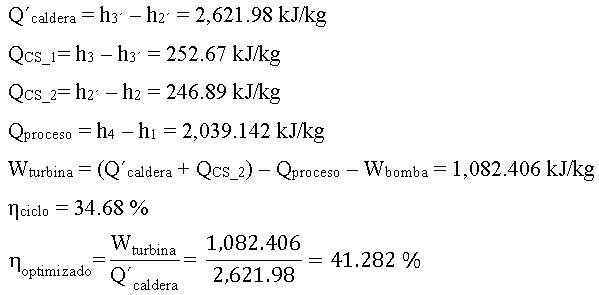 Q´caldera = h3´ – h2´ = 2,621.98 kJ/kg
QCS_1= h3 – h3´ = 252.67 kJ/kg
QCS_2= h2´ – h2 = 246.89 kJ/kg
Qproceso = h4 – h1 = 2,039.142 kJ/kg
Wturbina = (Q´caldera + QCS_2) – Qproceso – Wbomba = 1,082.406 kJ/kg
ηciclo = 34.68 %
ηoptimizado= Wturbina / Q´caldera = 1,082.406 / 2,621.98 = 41.282 %